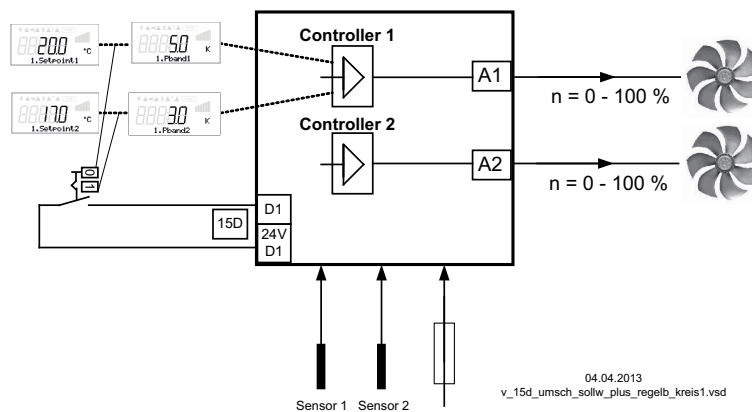 Controller 1
20.0 °C
1.Setpoint1
5.0 K
1.Pband1
A1
n = 0 - 100 %
17.0 °C
1.Setpoint2
3.0 K
1.Pband2
Controller 2
A2
n = 0 - 100 %
0
1
15D
D1
24V
D1
Sensor 1 Sensor 2
04.04.2013
v_15d_umsch_sollw_plus_regelb_kreis1.vsd